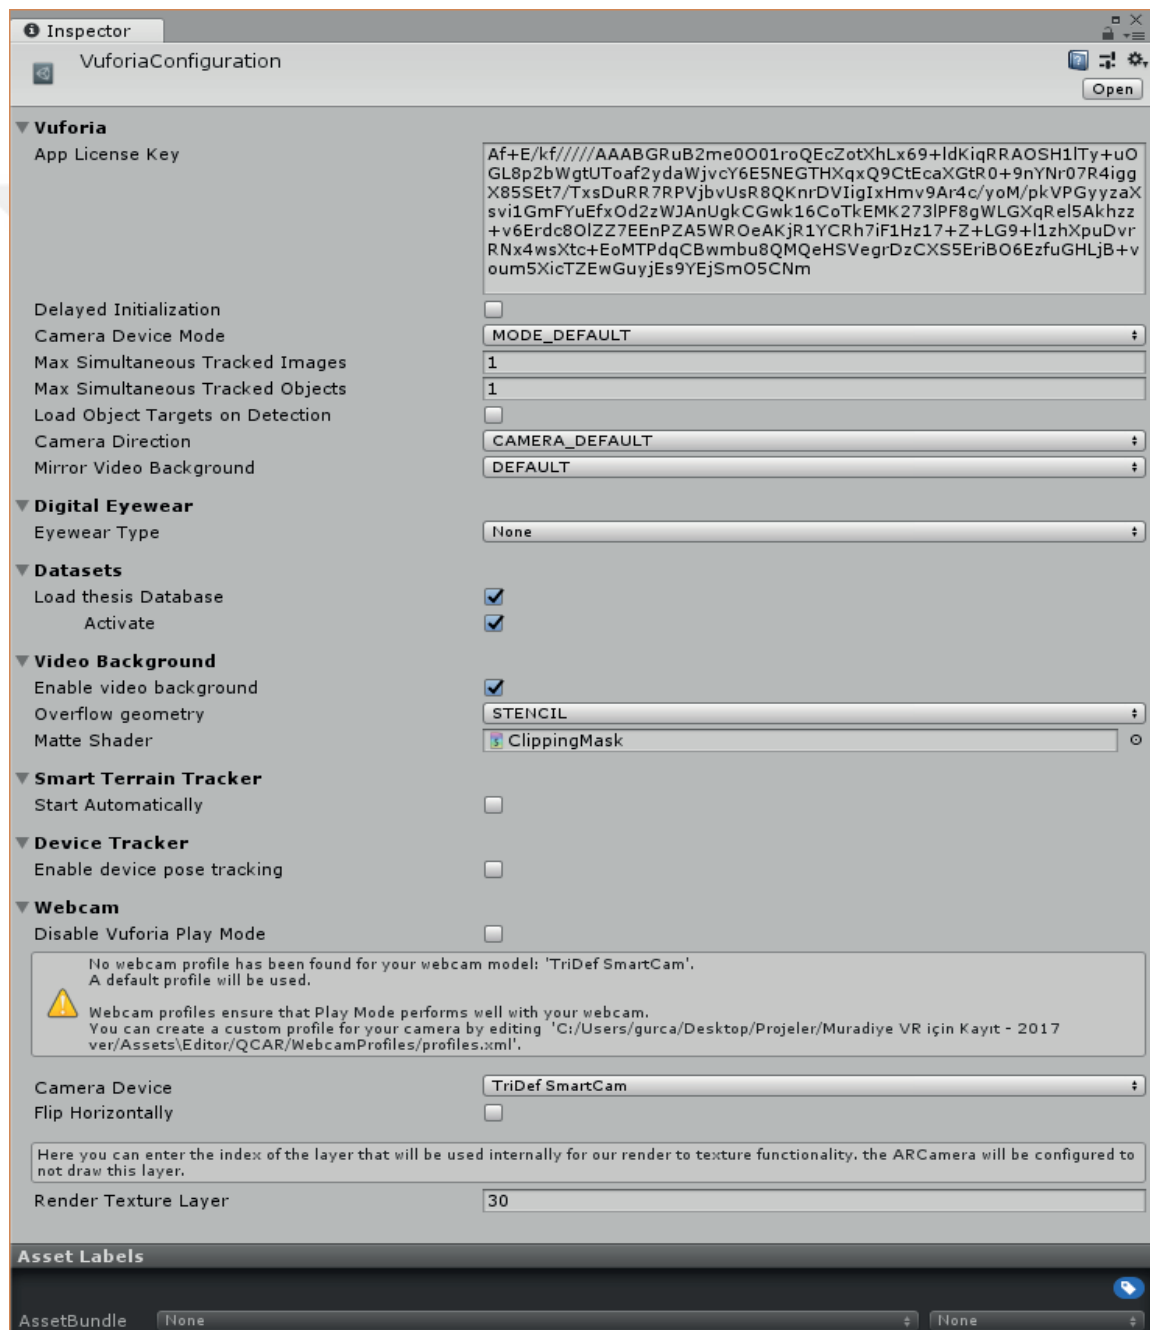 Inspector
VuforiaConfiguration
Open
Vuforia
App License Key
Af+E/kf/////AAABGRuB2me0O01roQEcZotXhLx69+ldKiqRRAOSH1lTy+uO
GL8p2bWgtUToaf2ydaWjvcY6E5NEGTHXqxQ9CtEcaXGtR0+9nYNr07R4igg
X85SEt7/TxsDuRR7RPVjbvUsR8QKnrDVIigIxHmv9Ar4c/yoM/pkVPGyyzaX
svi1GmFYuEfxOd2zWJAnUgkCGwk16CoTkEMK273lPF8gWLGXqRel5Akhzz
+v6Erdc8OlZZ7EEnPZA5WROeAKjR1YCRh7iF1Hz17+Z+LG9+l1zhXpuDvr
RNx4wsXtc+EoMTPdqCBwmbu8QMQeHSVegrDzCXS5EriBO6EzfuGHLjB+v
oum5XicTZEwGuyjEs9YEjSmO5CNm
Delayed Initialization
Camera Device Mode MODE_DEFAULT
Max Simultaneous Tracked Images 1
Max Simultaneous Tracked Objects 1
Load Object Targets on Detection
Camera Direction CAMERA_DEFAULT
Mirror Video Background DEFAULT
Digital Eyewear
Eyewear Type None
Datasets
Load thesis Database
Activate
Video Background
Enable video background
Overflow geometry STENCIL
Matte Shader ClippingMask
Smart Terrain Tracker
Start Automatically
Device Tracker
Enable device pose tracking
Webcam
Disable Vuforia Play Mode
No webcam profile has been found for your webcam model: 'TriDef SmartCam'.
A default profile will be used.
Webcam profiles ensure that Play Mode performs well with your webcam.
You can create a custom profile for your camera by editing 'C:/Users/gurca/Desktop/Projeler/Muradiye VR için Kayıt - 2017
ver/Assets\Editor/QCAR/WebcamProfiles/profiles.xml'.
Camera Device TriDef SmartCam
Flip Horizontally
Here you can enter the index of the layer that will be used internally for our render to texture functionality. the ARCamera will be configured to
not draw this layer.
Render Texture Layer 30
Asset Labels
AssetBundle None None